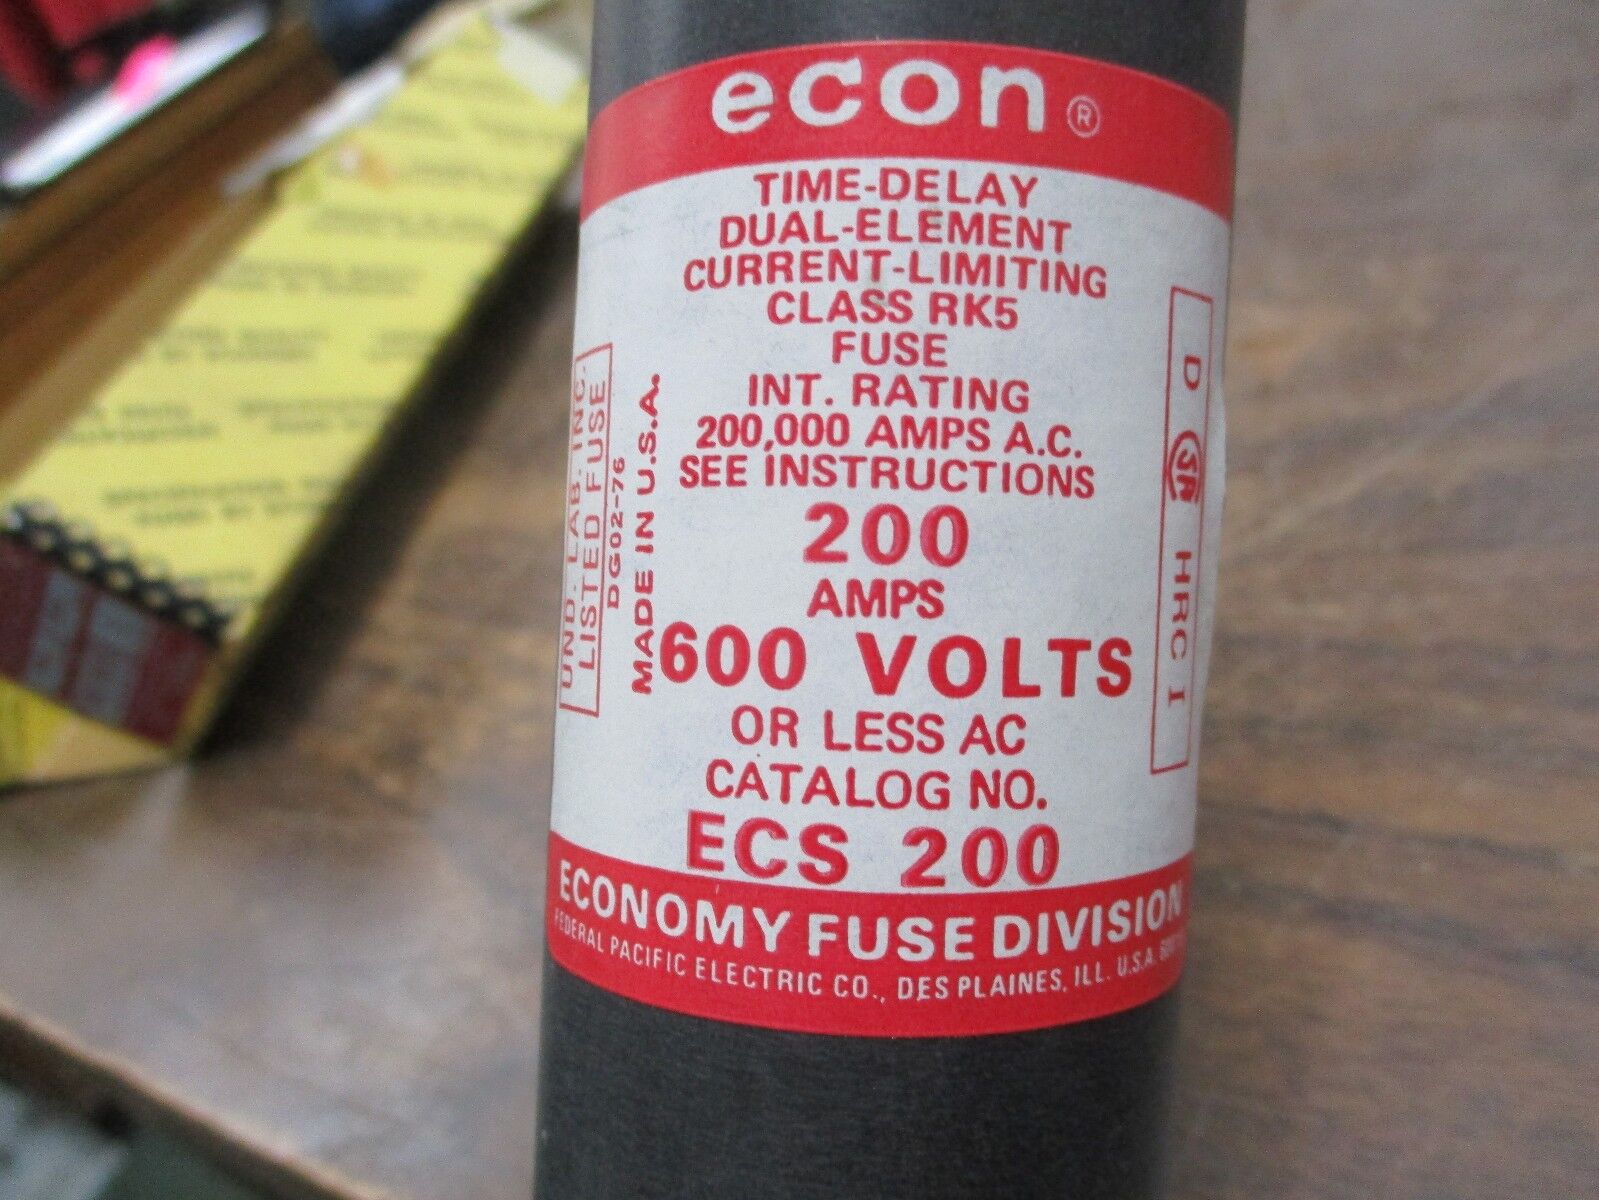 econ®
TIME-DELAY
DUAL-ELEMENT
CURRENT-LIMITING
CLASS RK5
FUSE
INT. RATING
200,000 AMPS A.C.
SEE INSTRUCTIONS
200
AMPS
600 VOLTS
OR LESS AC
CATALOG NO.
ECS 200
ECONOMY FUSE DIVISION
FEDERAL PACIFIC ELECTRIC CO., DES PLAINES, ILL. U.S.A.
UND. LAB. INC.
LISTED FUSE
DG02-76
MADE IN U.S.A.
D SA HRC I